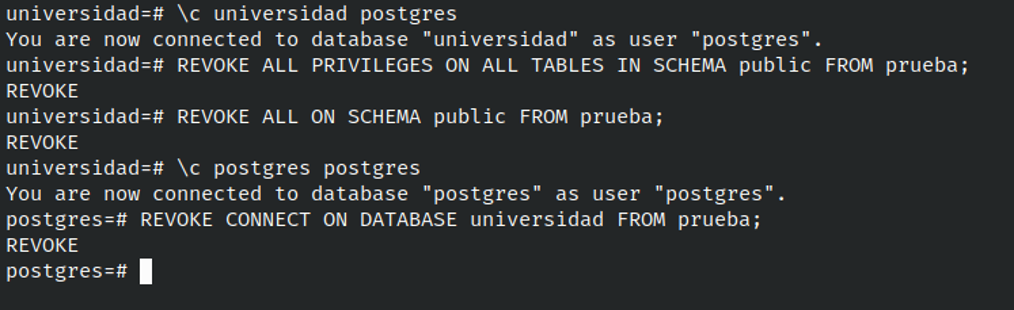 universidad=# \c universidad postgres
You are now connected to database "universidad" as user "postgres".
universidad=# REVOKE ALL PRIVILEGES ON ALL TABLES IN SCHEMA public FROM prueba;
REVOKE
universidad=# REVOKE ALL ON SCHEMA public FROM prueba;
REVOKE
universidad=# \c postgres postgres
You are now connected to database "postgres" as user "postgres".
postgres=# REVOKE CONNECT ON DATABASE universidad FROM prueba;
REVOKE
postgres=#